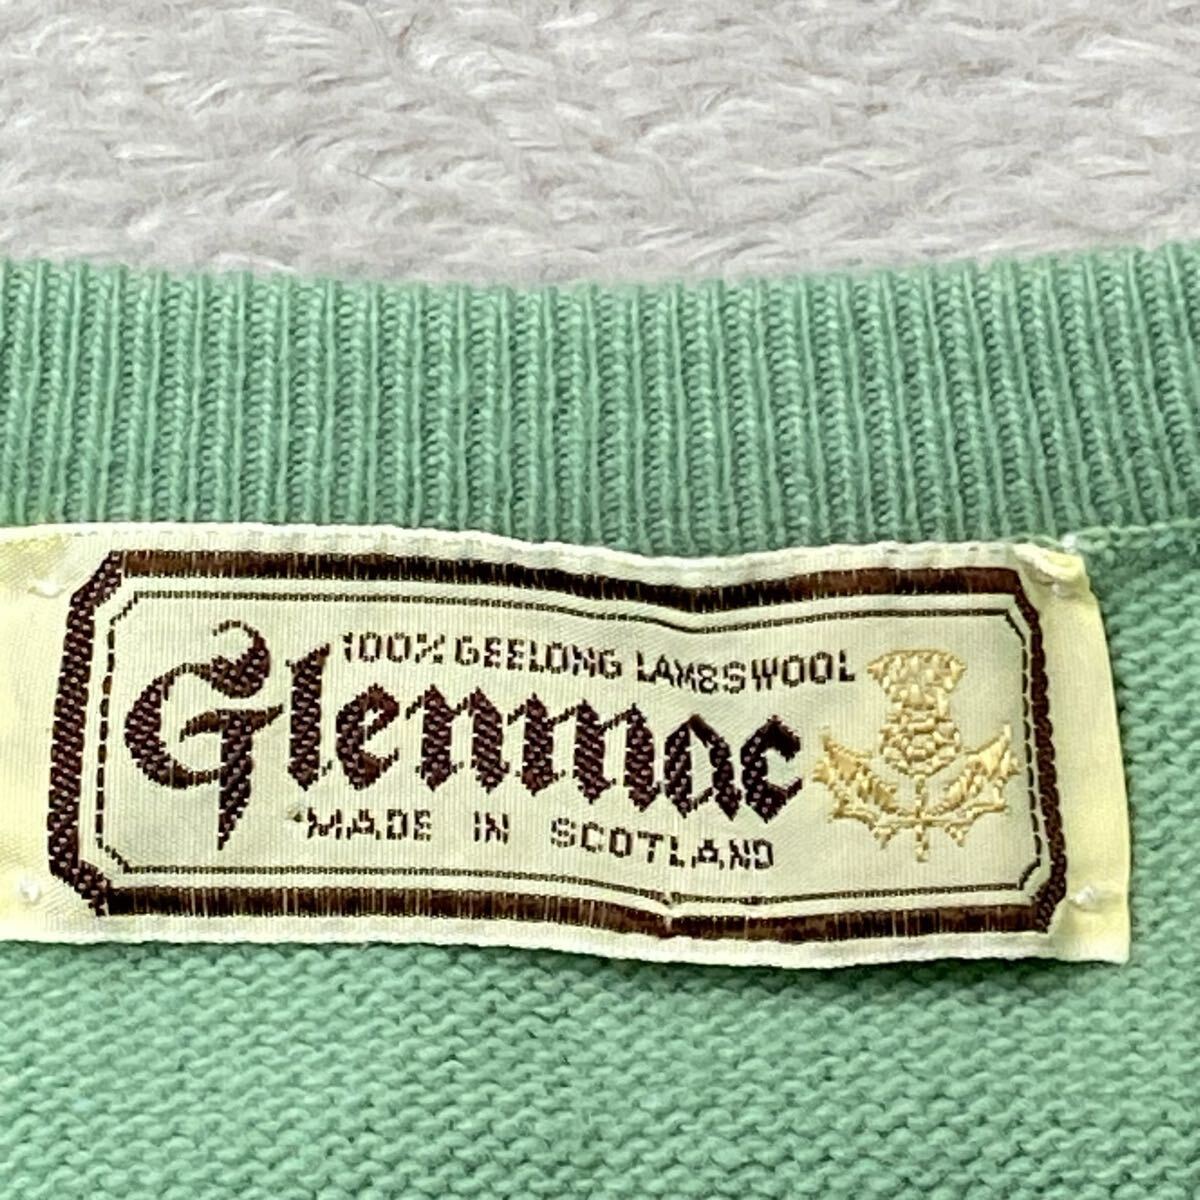 100% GEELONG LAMBSWOOL
Glenmac
MADE IN SCOTLAND